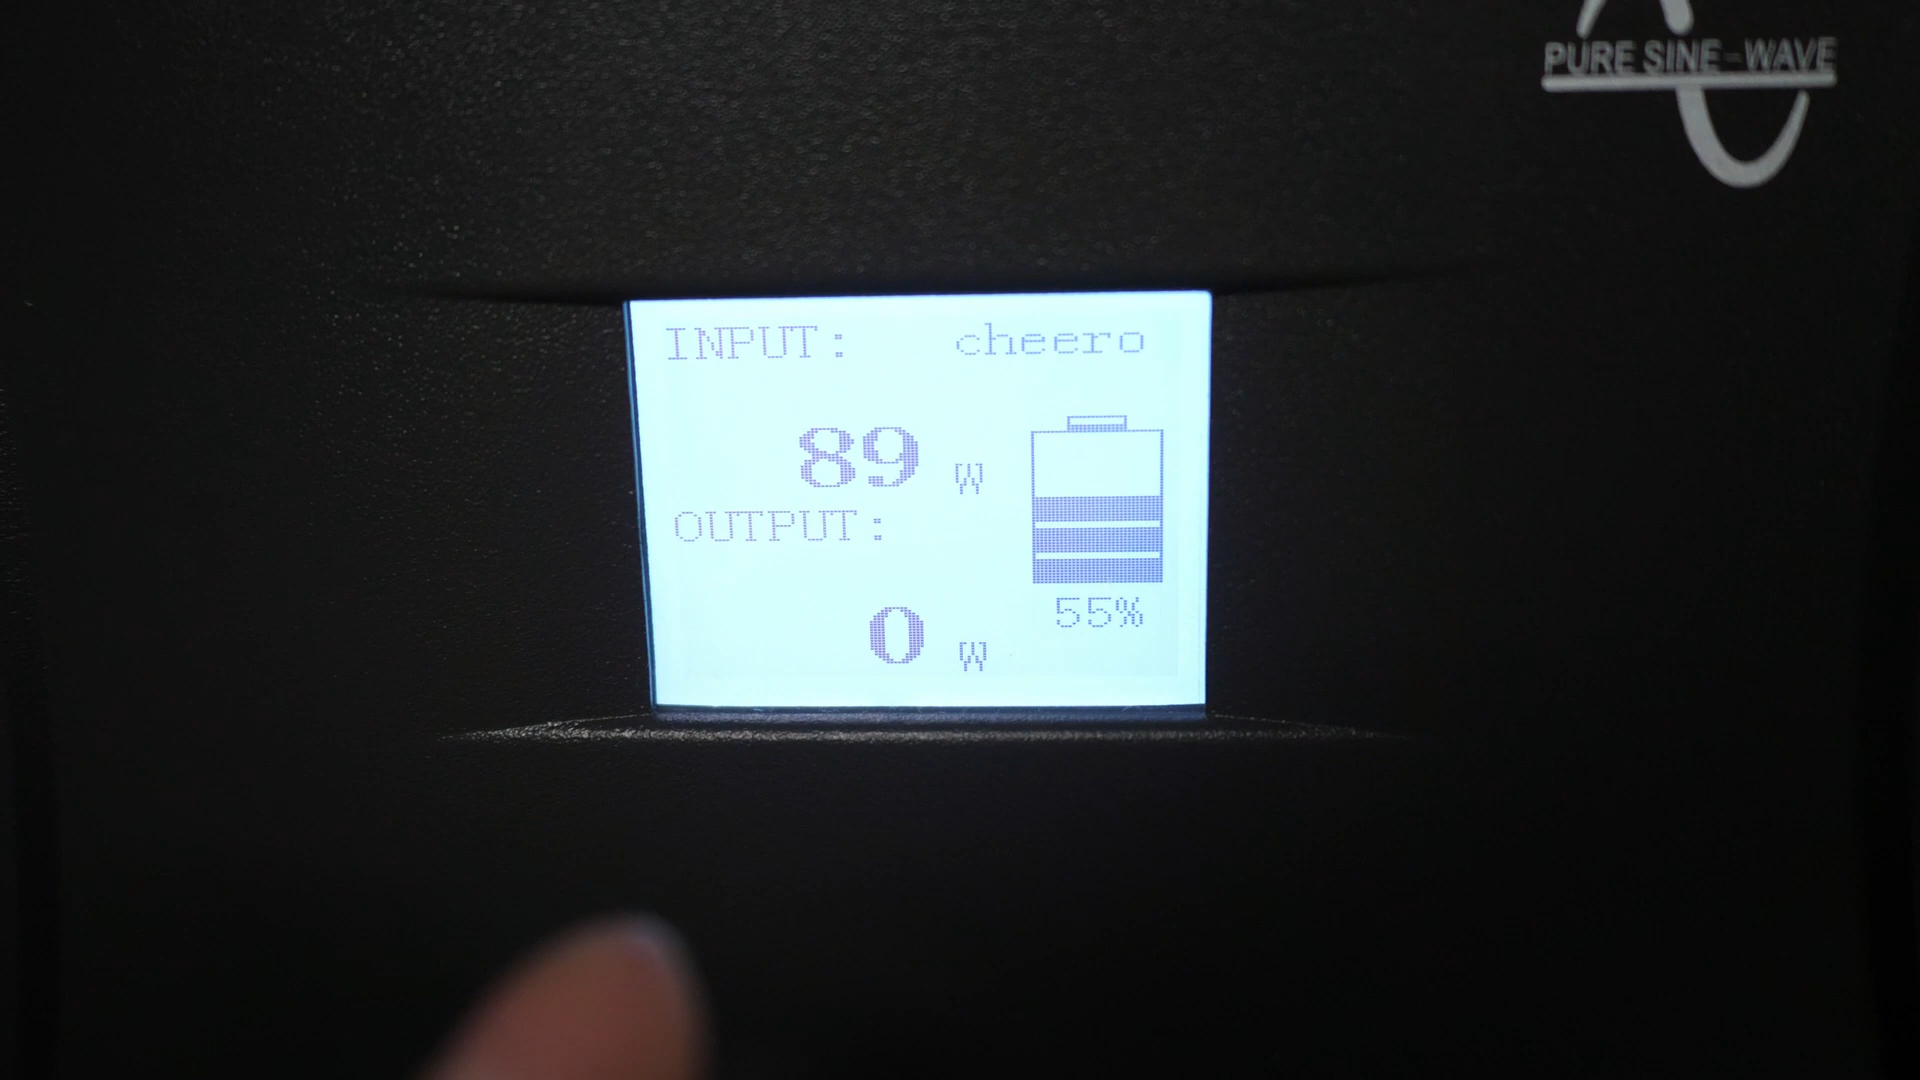 PURE SINE-WAVE
INPUT: cheero
89 W
OUTPUT:
0 W
55%